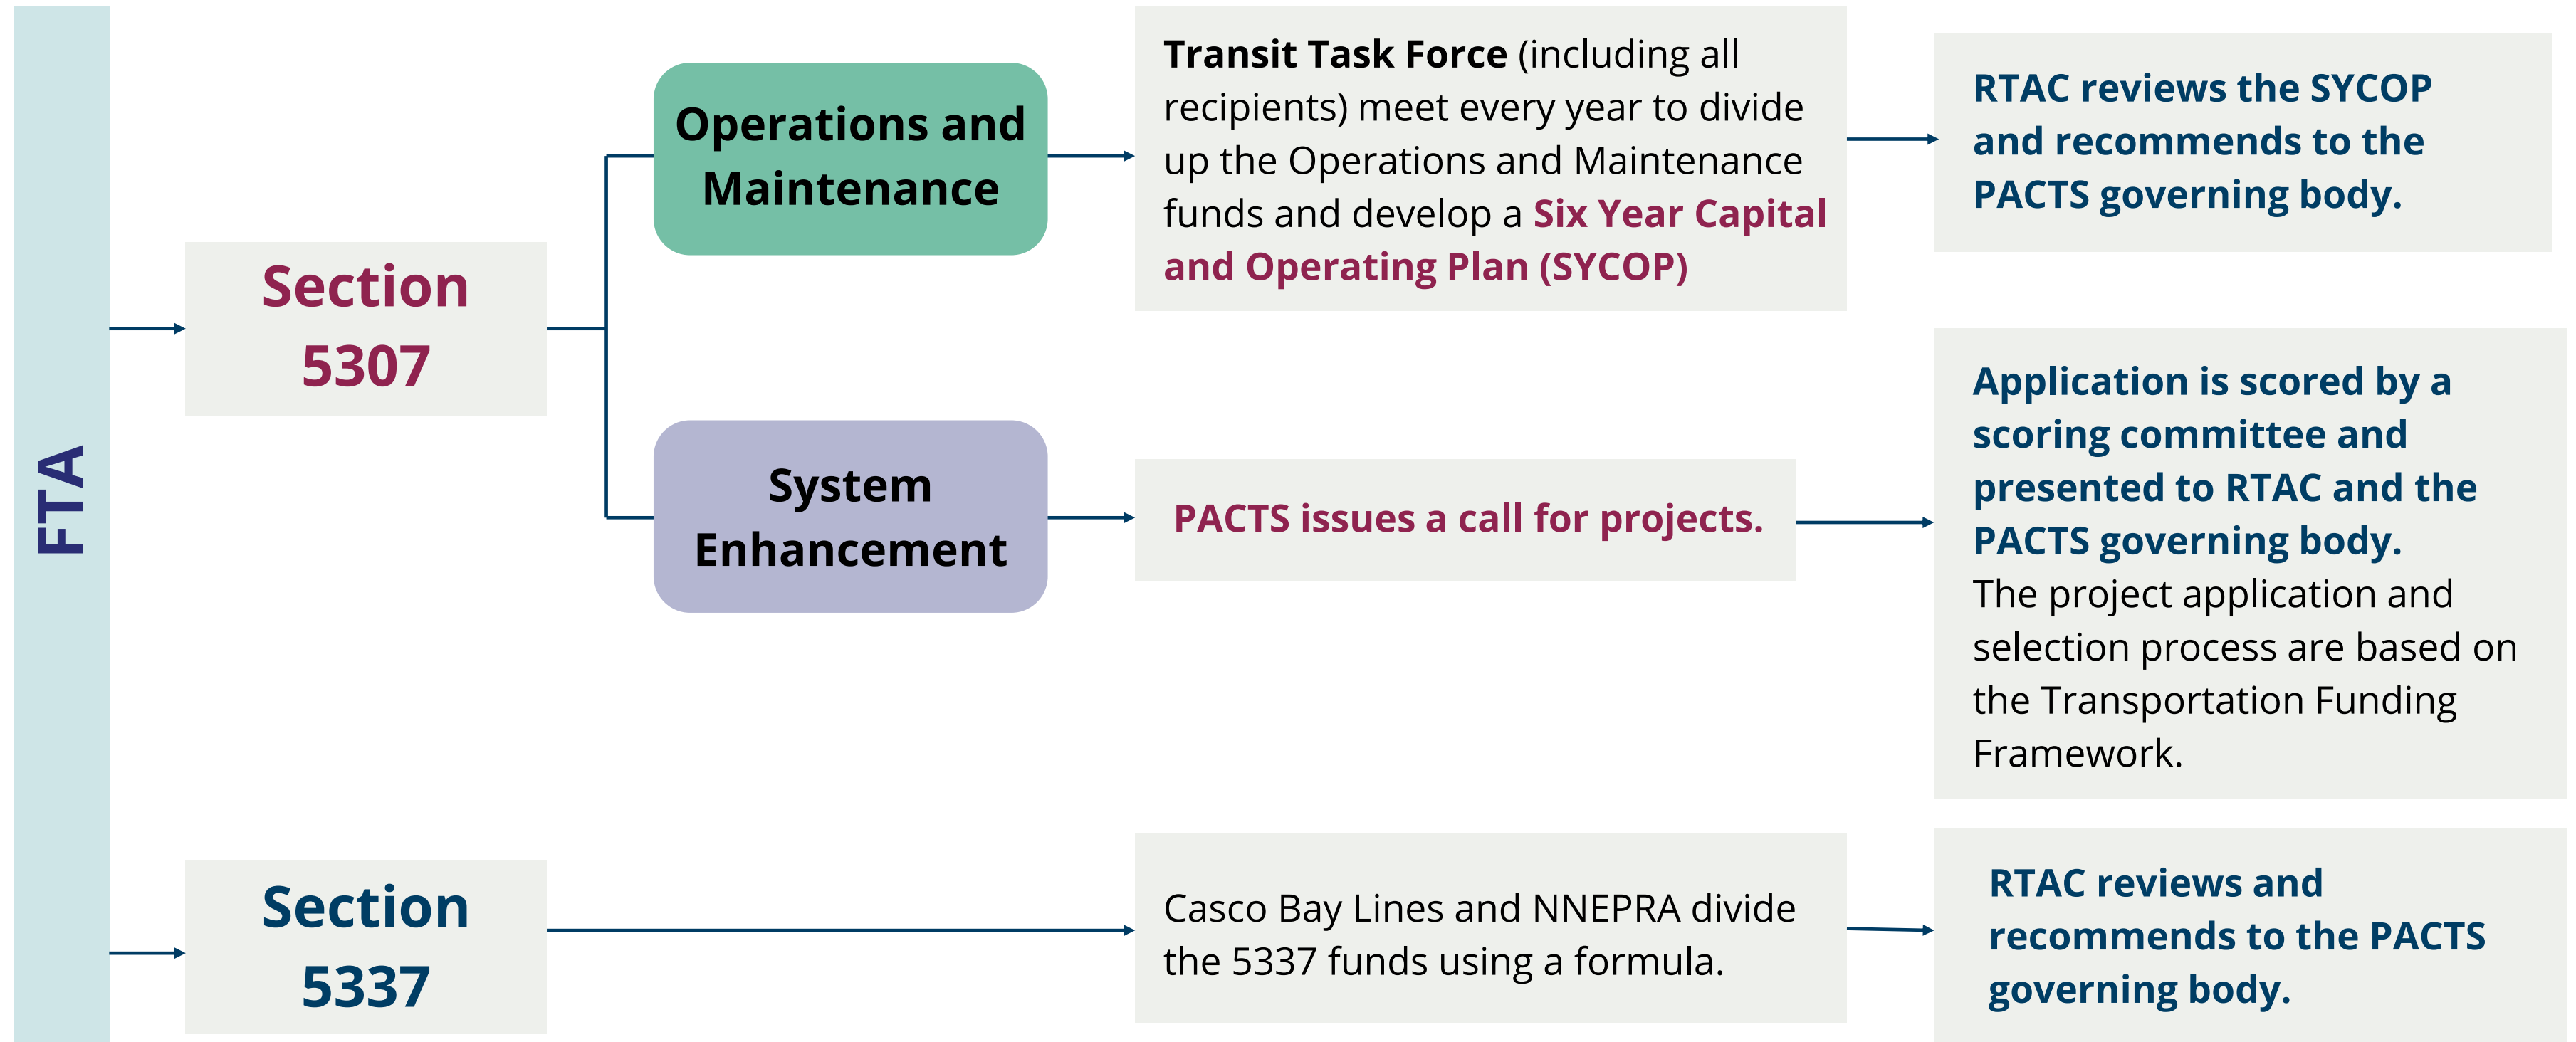 FTA
Section
5307
Operations and
Maintenance
Transit Task Force (including all
recipients) meet every year to divide
up the Operations and Maintenance
funds and develop a Six Year Capital
and Operating Plan (SYCOP)
RTAC reviews the SYCOP
and recommends to the
PACTS governing body.
System
Enhancement
PACTS issues a call for projects.
Application is scored by a
scoring committee and
presented to RTAC and the
PACTS governing body.
The project application and
selection process are based on
the Transportation Funding
Framework.
Section
5337
Casco Bay Lines and NNEPRA divide
the 5337 funds using a formula.
RTAC reviews and
recommends to the PACTS
governing body.